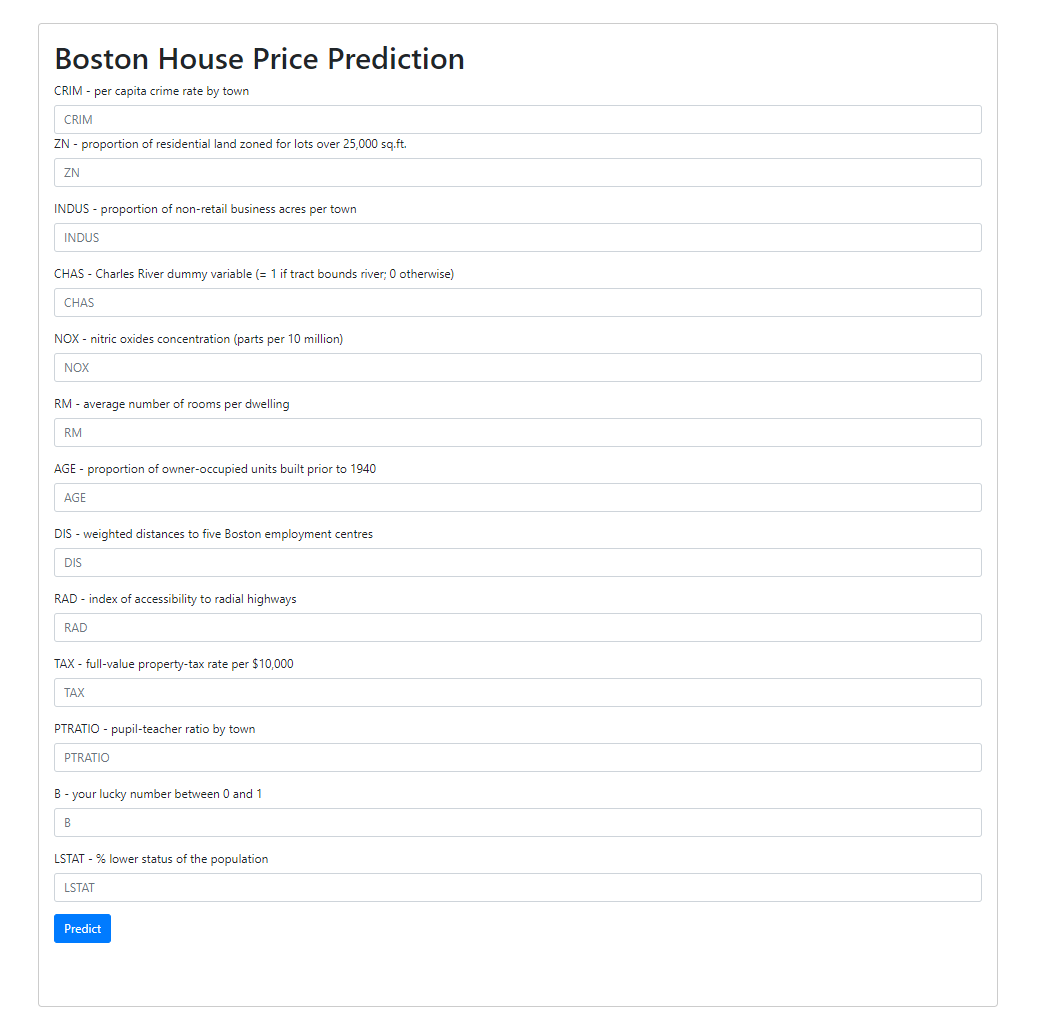 Boston House Price Prediction
CRIM - per capita crime rate by town
CRIM
ZN - proportion of residential land zoned for lots over 25,000 sq.ft.
ZN
INDUS - proportion of non-retail business acres per town
INDUS
CHAS - Charles River dummy variable (= 1 if tract bounds river; 0 otherwise)
CHAS
NOX - nitric oxides concentration (parts per 10 million)
NOX
RM - average number of rooms per dwelling
RM
AGE - proportion of owner-occupied units built prior to 1940
AGE
DIS - weighted distances to five Boston employment centres
DIS
RAD - index of accessibility to radial highways
RAD
TAX - full-value property-tax rate per $10,000
TAX
PTRATIO - pupil-teacher ratio by town
PTRATIO
B - your lucky number between 0 and 1
B
LSTAT - % lower status of the population
LSTAT
Predict